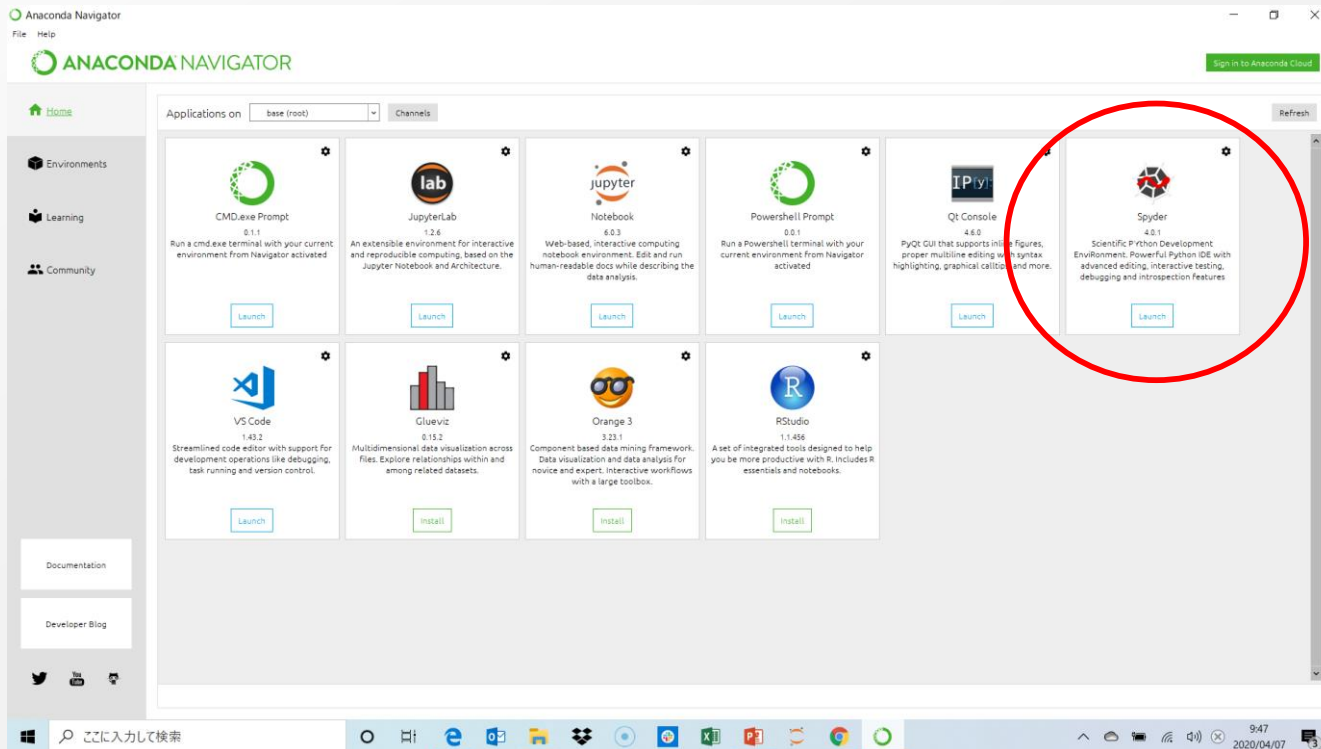 Anaconda Navigator
File Help
ANACONDA NAVIGATOR
Sign in to Anaconda Cloud
Home
Environments
Learning
Community
Documentation
Developer Blog
You
Tube
Applications on base (root) Channels
Refresh
CMD.exe Prompt
0.1.1
Run a cmd.exe terminal with your current
environment from Navigator activated
Launch
lab
JupyterLab
1.2.6
An extensible environment for interactive
and reproducible computing, based on the
Jupyter Notebook and Architecture.
Launch
jupyter
Notebook
6.0.3
Web-based, interactive computing
notebook environment. Edit and run
human-readable docs while describing the
data analysis.
Launch
Powershell Prompt
0.0.1
Run a Powershell terminal with your
current environment from Navigator
activated
Launch
IP[y]:
Qt Console
4.6.0
PyQt GUI that supports inline figures,
proper multiline editing with syntax
highlighting, graphical calltips, and more.
Launch
Spyder
4.0.1
Scientific Python Development
EnviRonment. Powerful Python IDE with
advanced editing, interactive testing,
debugging and introspection features
Launch
VS Code
1.43.2
Streamlined code editor with support for
development operations like debugging,
task running and version control.
Launch
Glueviz
0.15.2
Multidimensional data visualization across
files. Explore relationships within and
among related datasets.
Install
Orange 3
3.23.1
Component based data mining framework.
Data visualization and data analysis for
novice and expert. Interactive workflows
with a large toolbox.
Install
R
RStudio
1.1.456
A set of integrated tools designed to help
you be more productive with R. Includes R
essentials and notebooks.
Install
ここに入力して検索
9:47
2020/04/07
3